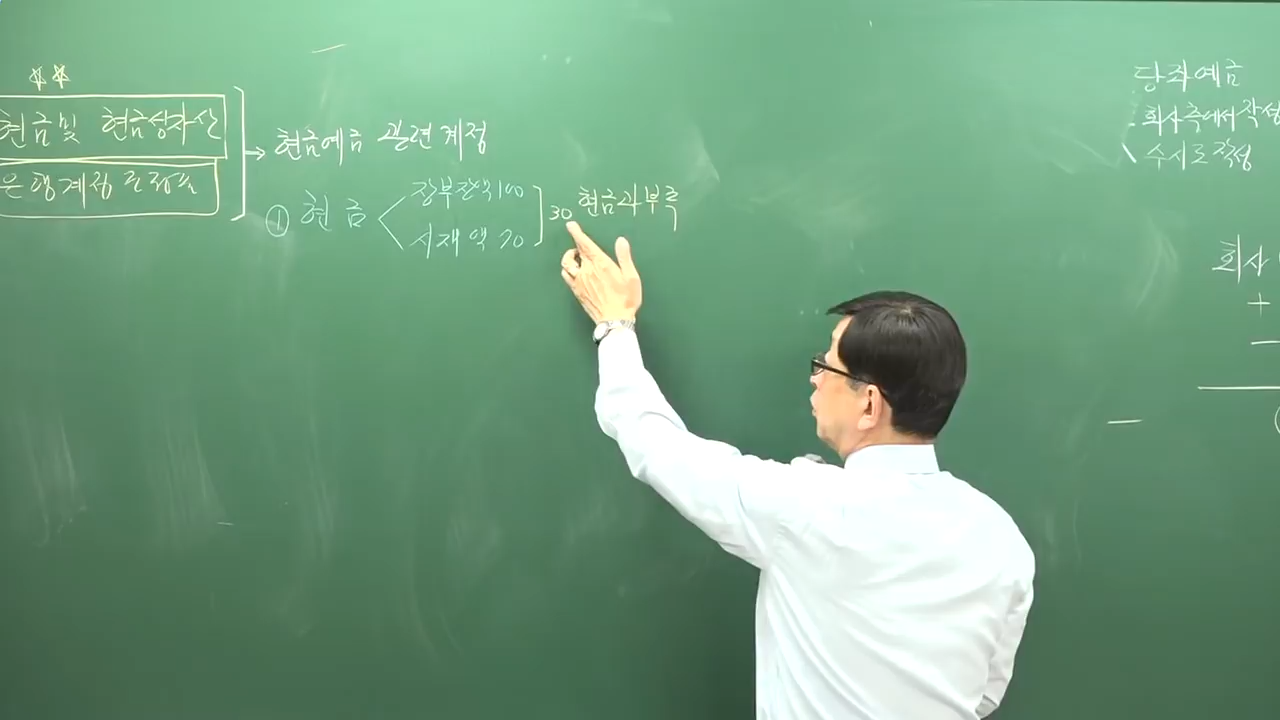 ☆☆
현금 및 현금성자산
은행계정조정표
→ 현금예금 관련 계정
① 현금
장부잔액 100
시재액 70
30 현금과부족
당좌예금
회사측에서 작성
수시로 작성
회사
+
—